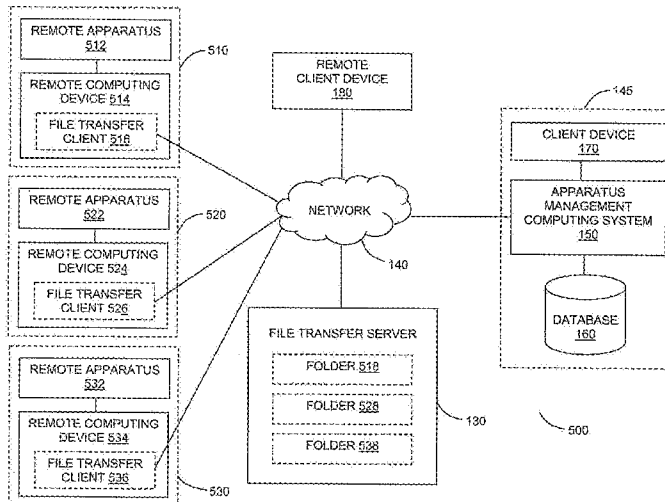 REMOTE APPARATUS
512
REMOTE COMPUTING
DEVICE 514
FILE TRANSFER
CLIENT 516
510
REMOTE APPARATUS
522
REMOTE COMPUTING
DEVICE 524
FILE TRANSFER
CLIENT 526
520
REMOTE APPARATUS
532
REMOTE COMPUTING
DEVICE 534
FILE TRANSFER
CLIENT 536
530
REMOTE
CLIENT DEVICE
180
NETWORK
140
FILE TRANSFER SERVER
FOLDER 518
FOLDER 528
FOLDER 538
130
145
CLIENT DEVICE
170
APPARATUS
MANAGEMENT
COMPUTING SYSTEM
150
DATABASE
160
500